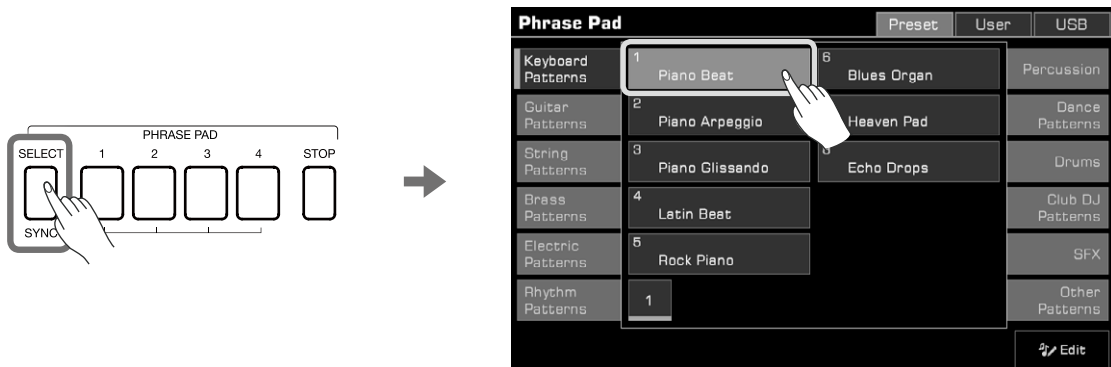 PHRASE PAD
SELECT 1 2 3 4 STOP
SYNC
Phrase Pad Preset User USB
Keyboard
Patterns
Guitar
Patterns
String
Patterns
Brass
Patterns
Electric
Patterns
Rhythm
Patterns
1
Piano Beat
2
Piano Arpeggio
3
Piano Glissando
4
Latin Beat
5
Rock Piano
6
Blues Organ
Heaven Pad
8
Echo Drops
1
Percussion
Dance
Patterns
Drums
Club DJ
Patterns
SFX
Other
Patterns
Edit